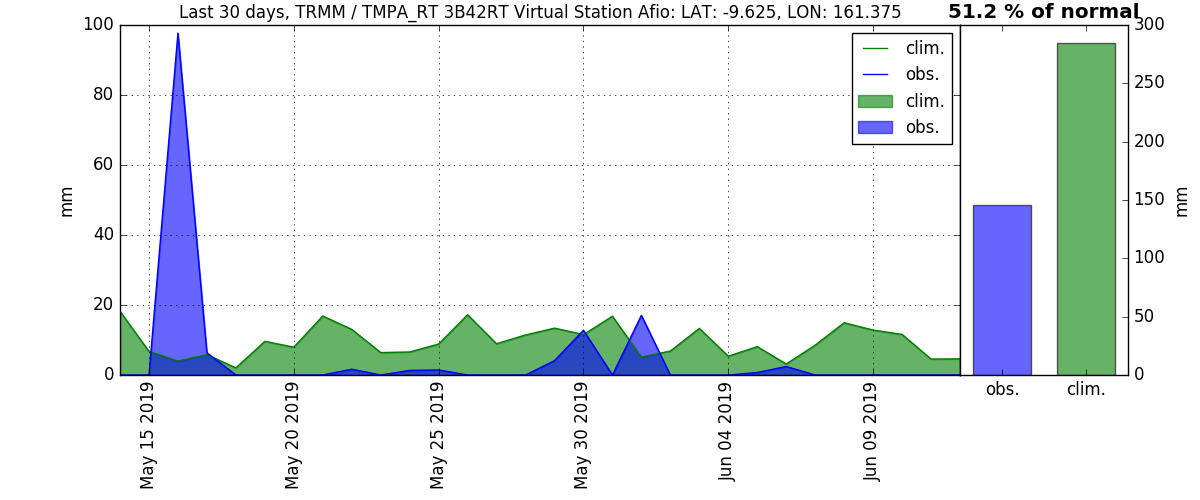 Last 30 days, TRMM / TMPA_RT 3B42RT Virtual Station Afio: LAT: -9.625, LON: 161.375
51.2 % of normal
100
80
60
40
20
0
mm
clim.
obs.
clim.
obs.
May 15 2019
May 20 2019
May 25 2019
May 30 2019
Jun 04 2019
Jun 09 2019
300
250
200
150
100
50
0
mm
obs.
clim.